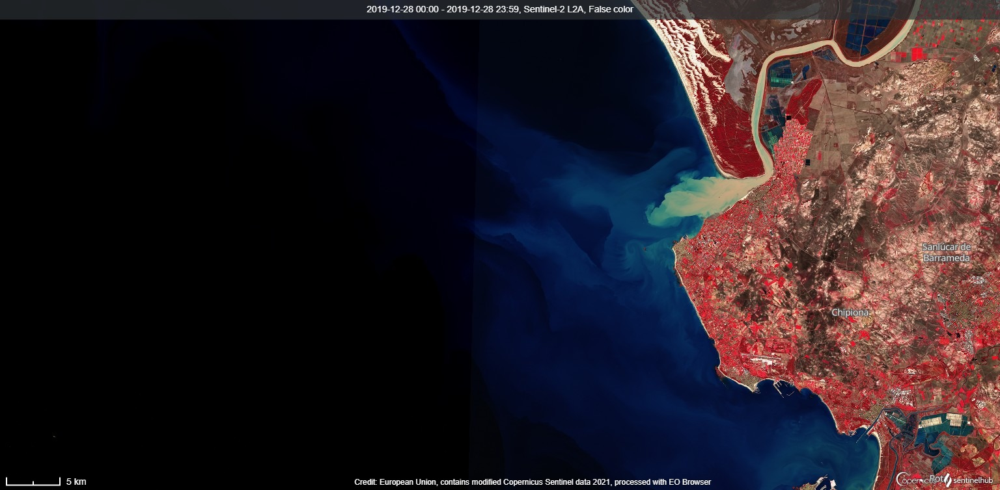 2019-12-28 00:00 - 2019-12-28 23:59, Sentinel-2 L2A, False color
Sanlúcar de
Barrameda
Chipiona
5 km
Credit: European Union, contains modified Copernicus Sentinel data 2021, processed with EO Browser
sentinelhub